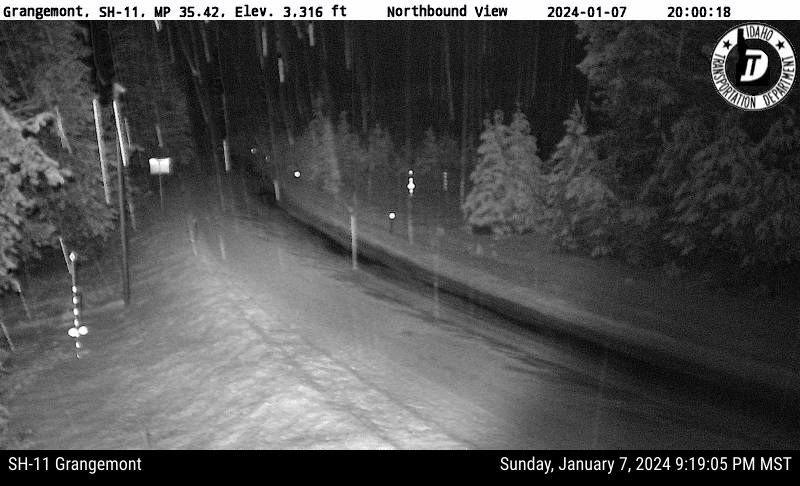 Grangemont, SH-11, MP 35.42, Elev. 3,316 ft Northbound View 2024-01-07 20:00:18
IDAHO
TRANSPORTATION DEPARTMENT
SH-11 Grangemont Sunday, January 7, 2024 9:19:05 PM MST